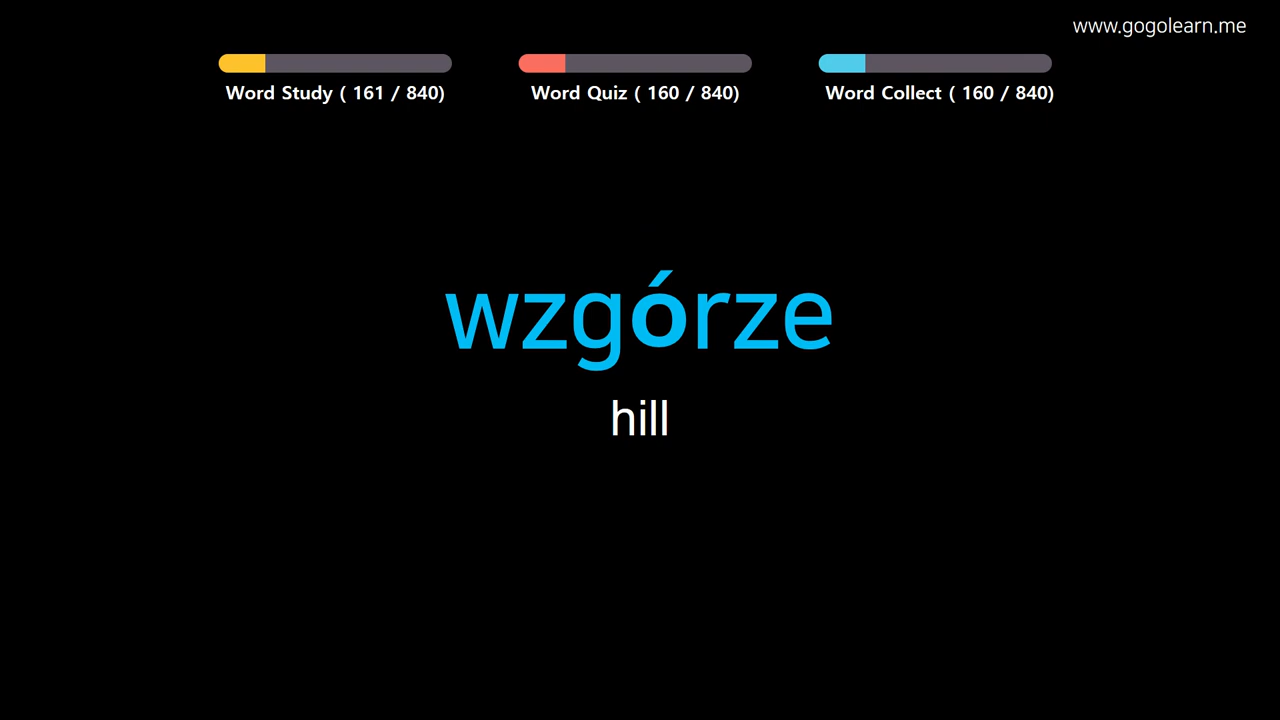 www.gogolearn.me
Word Study ( 161 / 840)
Word Quiz ( 160 / 840)
Word Collect ( 160 / 840)
wzgórze
hill